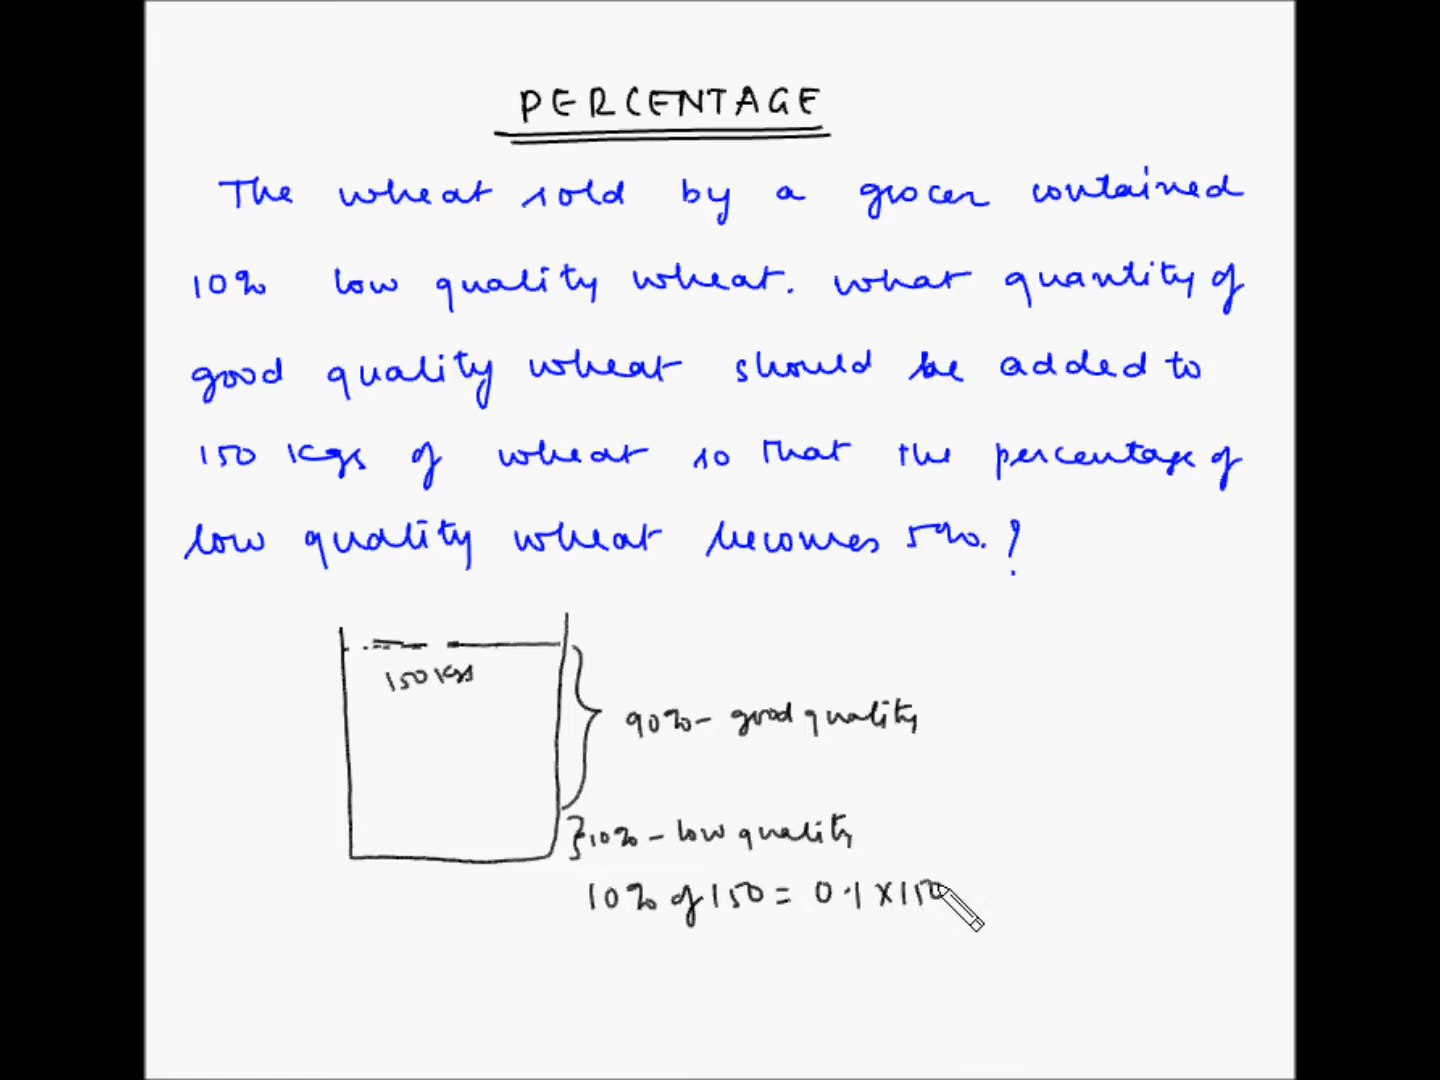 PERCENTAGE
The wheat sold by a grocer contained
10% low quality wheat. what quantity of
good quality wheat should be added to
150 Kgs of wheat so that the percentage of
low quality wheat becomes 5%.?
150 Kgs
90% - good quality
10% - low quality
10% of 150 = 0.1 × 150